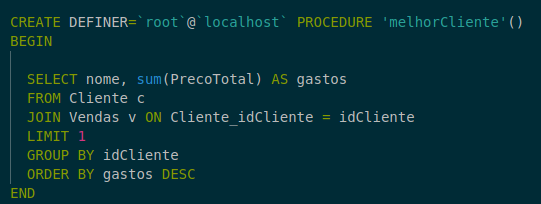 CREATE DEFINER=`root`@`localhost` PROCEDURE 'melhorCliente'()
BEGIN
SELECT nome, sum(PrecoTotal) AS gastos
FROM Cliente c
JOIN Vendas v ON Cliente_idCliente = idCliente
LIMIT 1
GROUP BY idCliente
ORDER BY gastos DESC
END